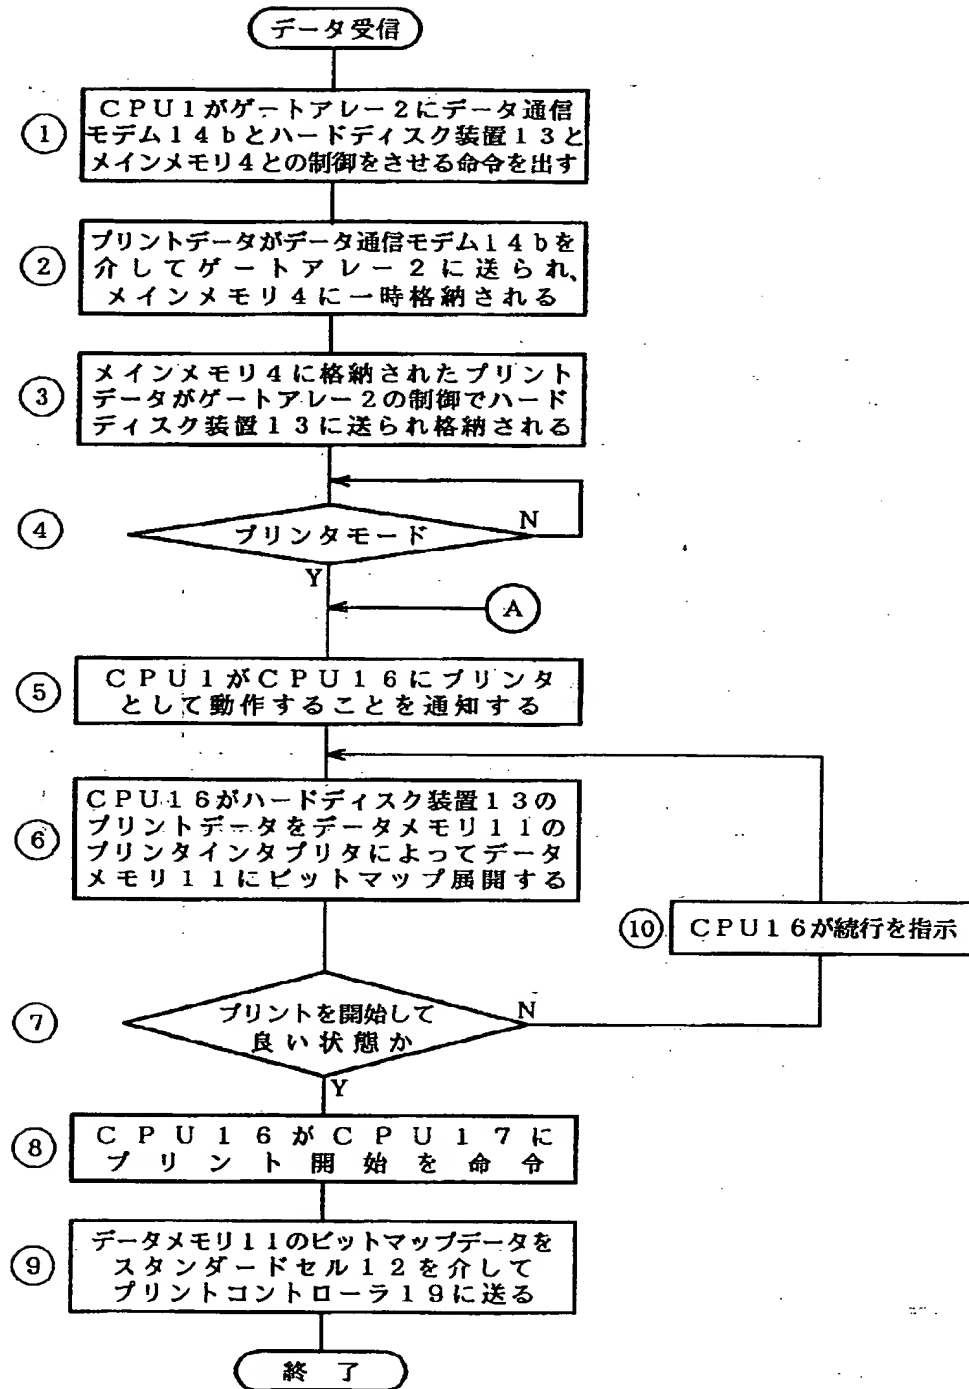 データ受信
①
CPU1がゲートアレー2にデータ通信
モデム14bとハードディスク装置13と
メインメモリ4との制御をさせる命令を出す
②
プリントデータがデータ通信モデム14bを
介してゲートアレー2に送られ、
メインメモリ4に一時格納される
③
メインメモリ4に格納されたプリント
データがゲートアレー2の制御でハード
ディスク装置13に送られ格納される
④
プリンタモード
N
Y
A
⑤
CPU1がCPU16にプリンタ
として動作することを通知する
⑥
CPU16がハードディスク装置13の
プリントデータをデータメモリ11の
プリンタインタプリタによってデータ
メモリ11にビットマップ展開する
⑩
CPU16が続行を指示
⑦
プリントを開始して
良い状態か
N
Y
⑧
CPU16がCPU17に
プリント開始を命令
⑨
データメモリ11のビットマップデータを
スタンダードセル12を介して
プリントコントローラ19に送る
終了